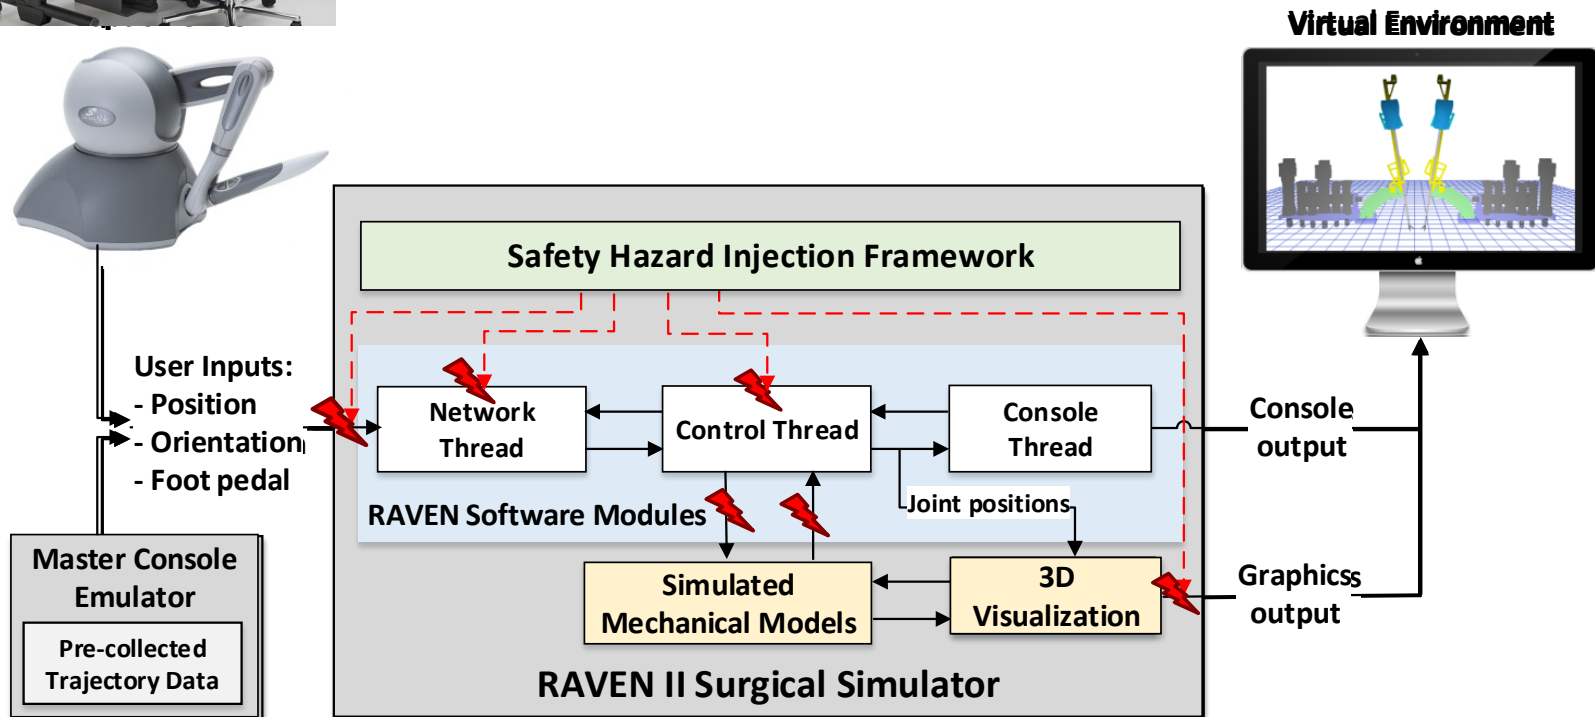 Virtual Environment
Safety Hazard Injection Framework
User Inputs:
- Position
- Orientation
- Foot pedal
Network
Thread
Control Thread
Console
Thread
Console
output
RAVEN Software Modules
Joint positions
Master Console
Emulator
Pre-collected
Trajectory Data
Simulated
Mechanical Models
3D
Visualization
Graphics
output
RAVEN II Surgical Simulator